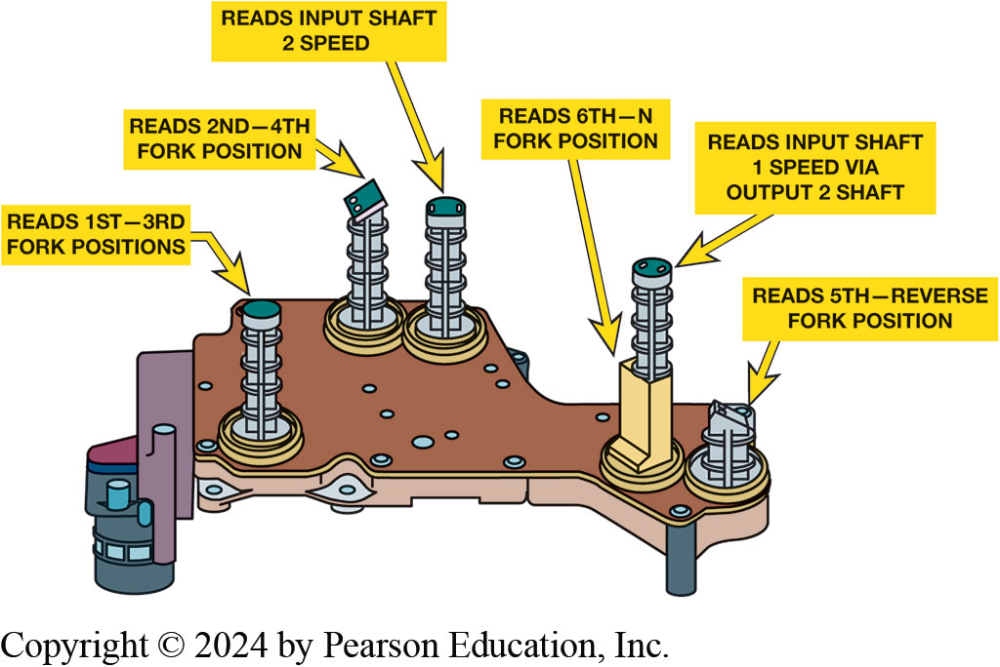 READS INPUT SHAFT
2 SPEED
READS 2ND—4TH
FORK POSITION
READS 6TH—N
FORK POSITION
READS INPUT SHAFT
1 SPEED VIA
OUTPUT 2 SHAFT
READS 1ST—3RD
FORK POSITIONS
READS 5TH—REVERSE
FORK POSITION
Copyright © 2024 by Pearson Education, Inc.